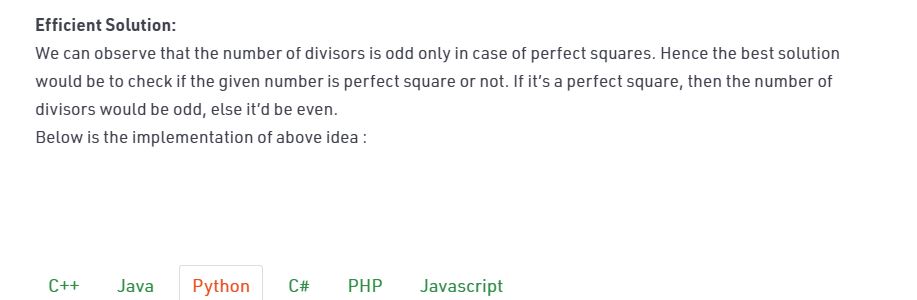 Efficient Solution:
We can observe that the number of divisors is odd only in case of perfect squares. Hence the best solution
would be to check if the given number is perfect square or not. If it’s a perfect square, then the number of
divisors would be odd, else it’d be even.
Below is the implementation of above idea :
C++ Java Python C# PHP Javascript